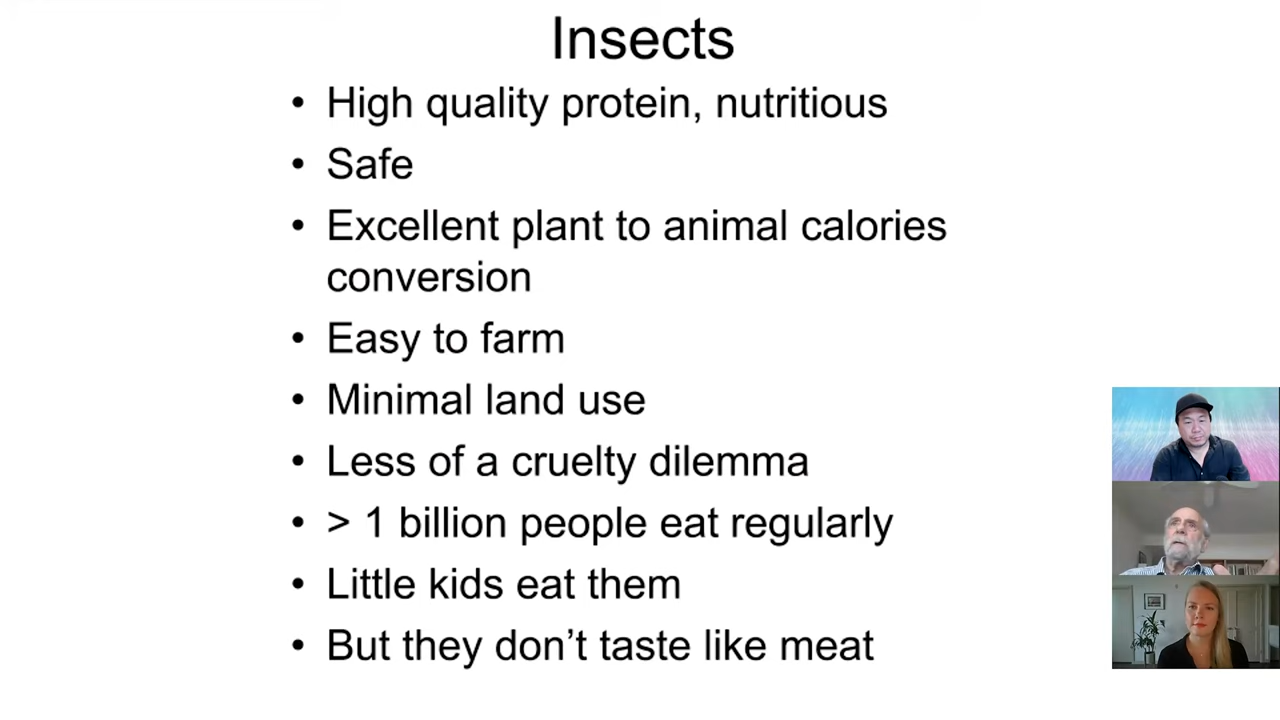 Insects
• High quality protein, nutritious
• Safe
• Excellent plant to animal calories
conversion
• Easy to farm
• Minimal land use
• Less of a cruelty dilemma
• > 1 billion people eat regularly
• Little kids eat them
• But they don’t taste like meat